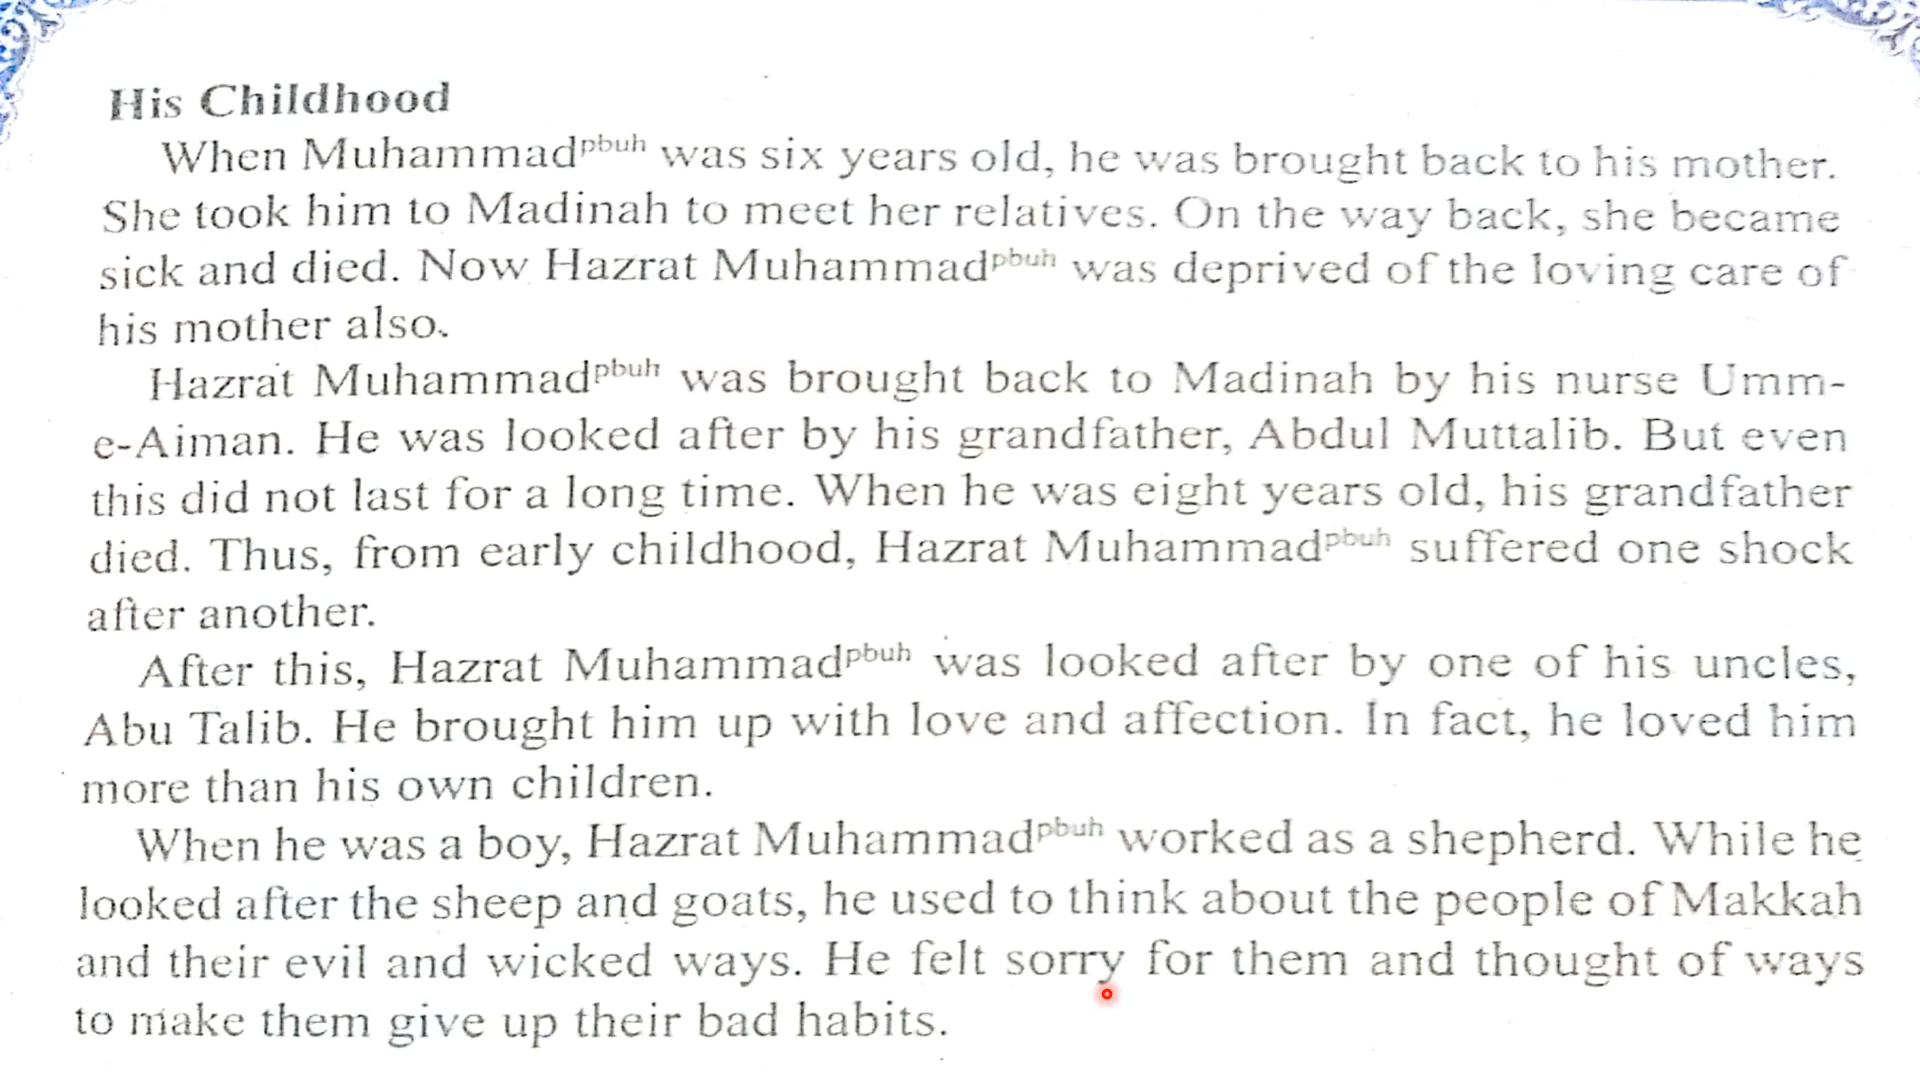 His Childhood
When Muhammadpbuh was six years old, he was brought back to his mother.
She took him to Madinah to meet her relatives. On the way back, she became
sick and died. Now Hazrat Muhammadpbuh was deprived of the loving care of
his mother also.
Hazrat Muhammadpbuh was brought back to Madinah by his nurse Umm-
e-Aiman. He was looked after by his grandfather, Abdul Muttalib. But even
this did not last for a long time. When he was eight years old, his grandfather
died. Thus, from early childhood, Hazrat Muhammadpbuh suffered one shock
after another.
After this, Hazrat Muhammadpbuh was looked after by one of his uncles,
Abu Talib. He brought him up with love and affection. In fact, he loved him
more than his own children.
When he was a boy, Hazrat Muhammadpbuh worked as a shepherd. While he
looked after the sheep and goats, he used to think about the people of Makkah
and their evil and wicked ways. He felt sorry for them and thought of ways
to make them give up their bad habits.